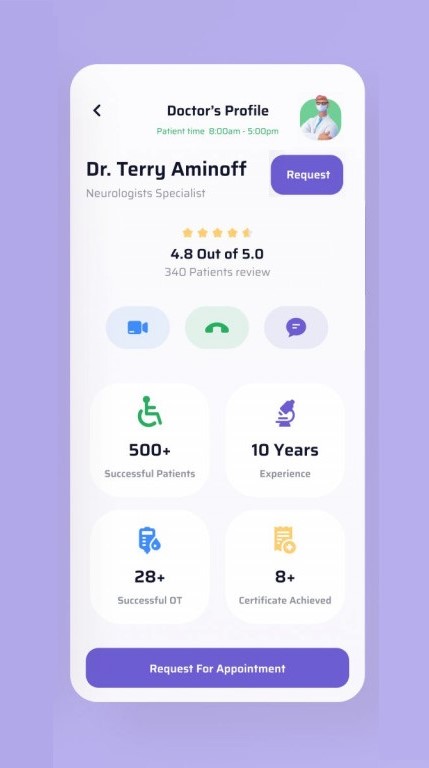 Doctor's Profile
Patient time 8:00am - 5:00pm
Dr. Terry Aminoff
Request
Neurologists Specialist
4.8 Out of 5.0
340 Patients review
500+
10 Years
Successful Patients
Experience
28+
8+
Successful OT
Certificate Achieved
Request For Appointment